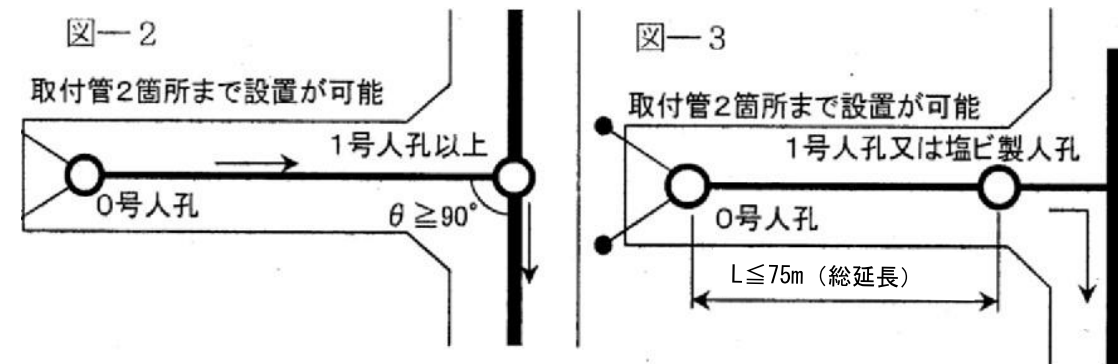 図ー2
取付管2箇所まで設置が可能
1号人孔以上
0号人孔
θ≧90°
図ー3
取付管2箇所まで設置が可能
1号人孔又は塩ビ製人孔
0号人孔
L≦75m（総延長）